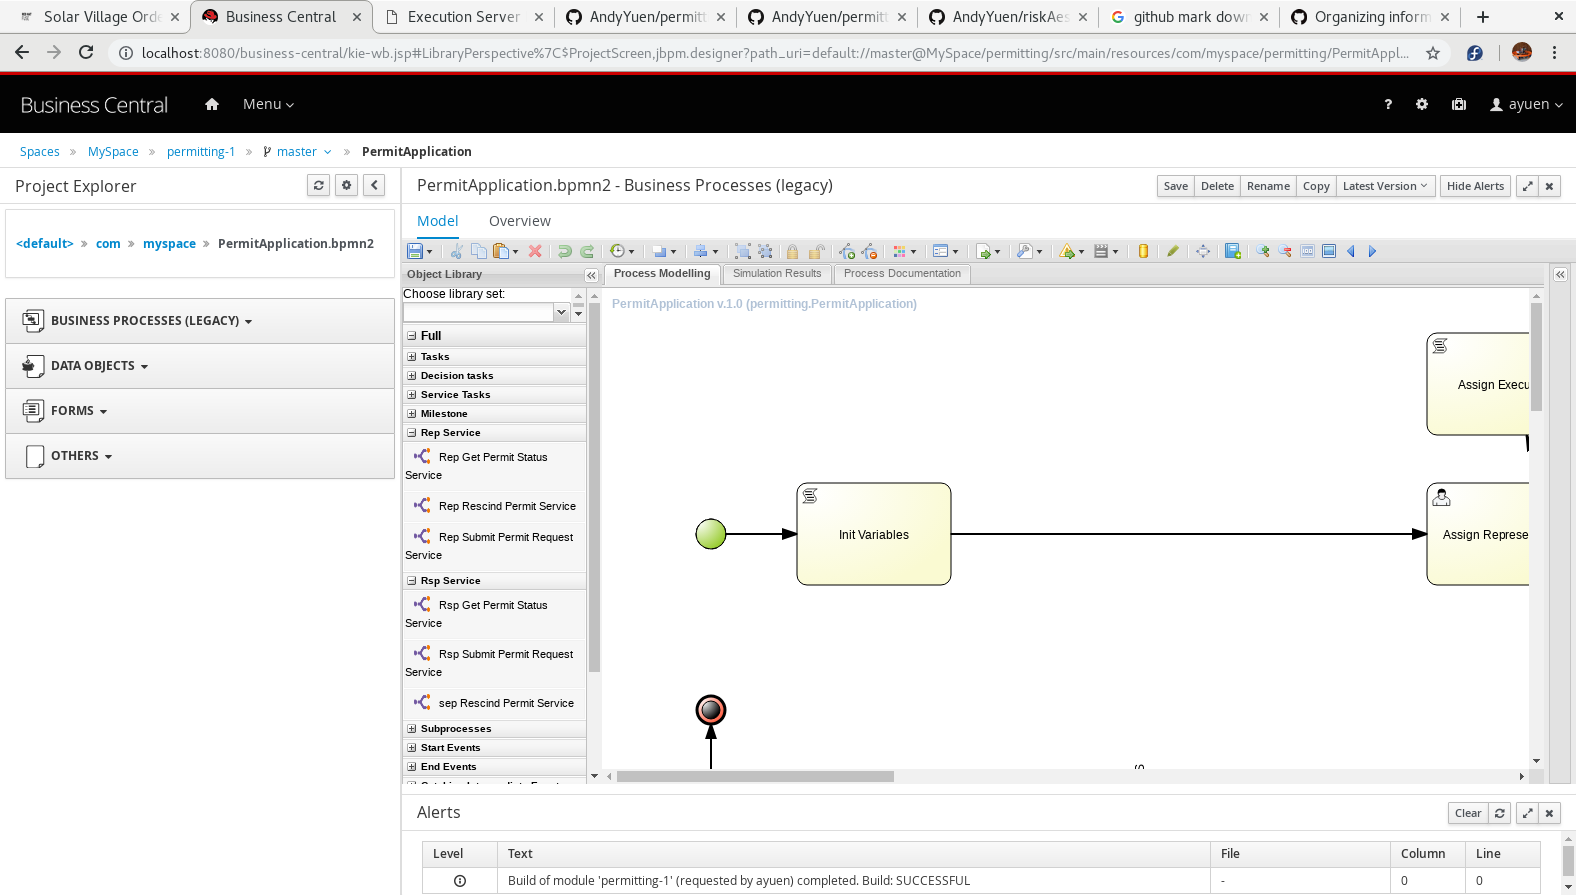 Solar Village Orde
Business Central
Execution Server
AndyYuen/permitt
AndyYuen/permitt
AndyYuen/riskAes
github mark down
Organizing inform
localhost:8080/business-central/kie-wb.jsp#LibraryPerspective%7C$ProjectScreen,jbpm.designer?path_uri=default://master@MySpace/permitting/src/main/resources/com/myspace/permitting/PermitAppl...
Business Central
Menu
ayuen
Spaces » MySpace » permitting-1 » master » PermitApplication
Project Explorer
<default> » com » myspace » PermitApplication.bpmn2
BUSINESS PROCESSES (LEGACY)
DATA OBJECTS
FORMS
OTHERS
PermitApplication.bpmn2 - Business Processes (legacy)
Save Delete Rename Copy Latest Version Hide Alerts
Model Overview
Object Library
Process Modelling Simulation Results Process Documentation
Choose library set:
Full
Tasks
Decision tasks
Service Tasks
Milestone
Rep Service
Rep Get Permit Status
Service
Rep Rescind Permit Service
Rep Submit Permit Request
Service
Rsp Service
Rsp Get Permit Status
Service
Rsp Submit Permit Request
Service
sep Rescind Permit Service
Subprocesses
Start Events
End Events
PermitApplication v.1.0 (permitting.PermitApplication)
Assign Execu
Init Variables
Assign Represe
Alerts
Clear
Level Text File Column Line
Build of module 'permitting-1' (requested by ayuen) completed. Build: SUCCESSFUL - 0 0